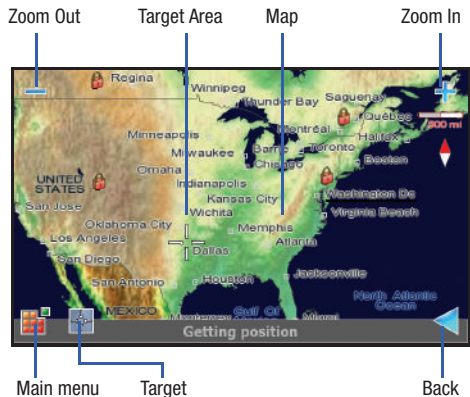 Zoom Out Target Area Map Zoom In
Regina
Winnipeg
Thunder Bay Saguenay
Québec
Minneapolis Montréal Halifax
300 mi
Milwaukee Barrie Toronto
Omaha Chicago Boston
UNITED
STATES
Indianapolis Washington Dc
Kansas City
San Jose Wichita Virginia Beach
Oklahoma City Memphis
Los Angeles Atlanta
San Diego Dallas
San Antonio Houston Jacksonville
North Atlantic
Ocean
MEXICO Monterrey Gulf Of Miami
Getting position
Main menu Target Back